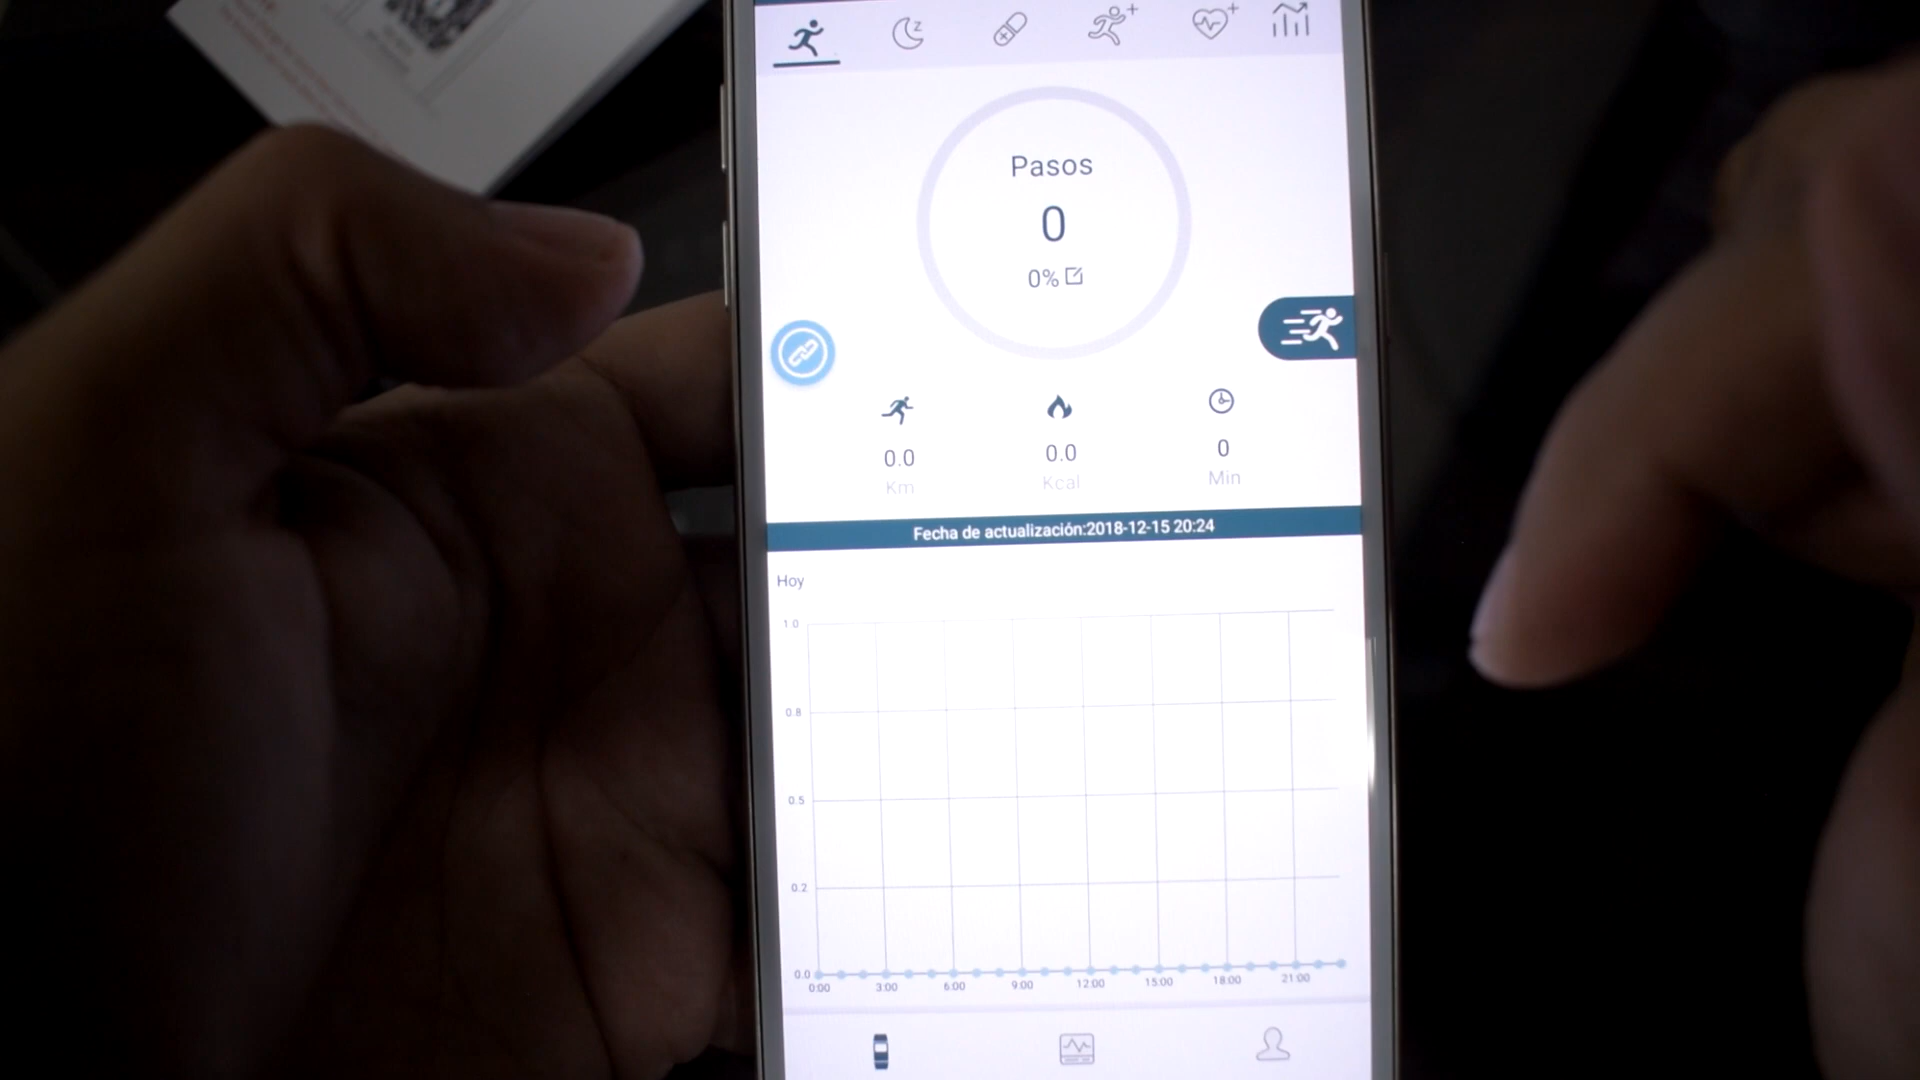 Pasos
0
0%
0.0
0.0
0
Km
Kcal
Min
Fecha de actualización:2018-12-15 20:24
Hoy
1.0
0.8
0.5
0.2
0.0
0:00 3:00 6:00 9:00 12:00 15:00 18:00 21:00